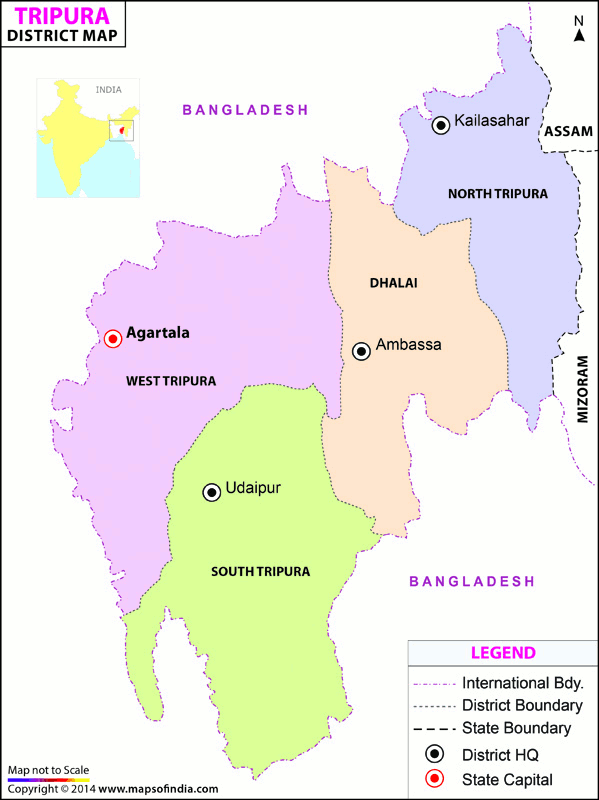 TRIPURA
DISTRICT MAP
N
INDIA
BANGLADESH
Kailasahar
ASSAM
NORTH TRIPURA
DHALAI
Agartala
Ambassa
WEST TRIPURA
MIZORAM
Udaipur
SOUTH TRIPURA
BANGLADESH
LEGEND
International Bdy.
District Boundary
State Boundary
District HQ
State Capital
Map not to Scale
Copyright © 2014 www.mapsofindia.com